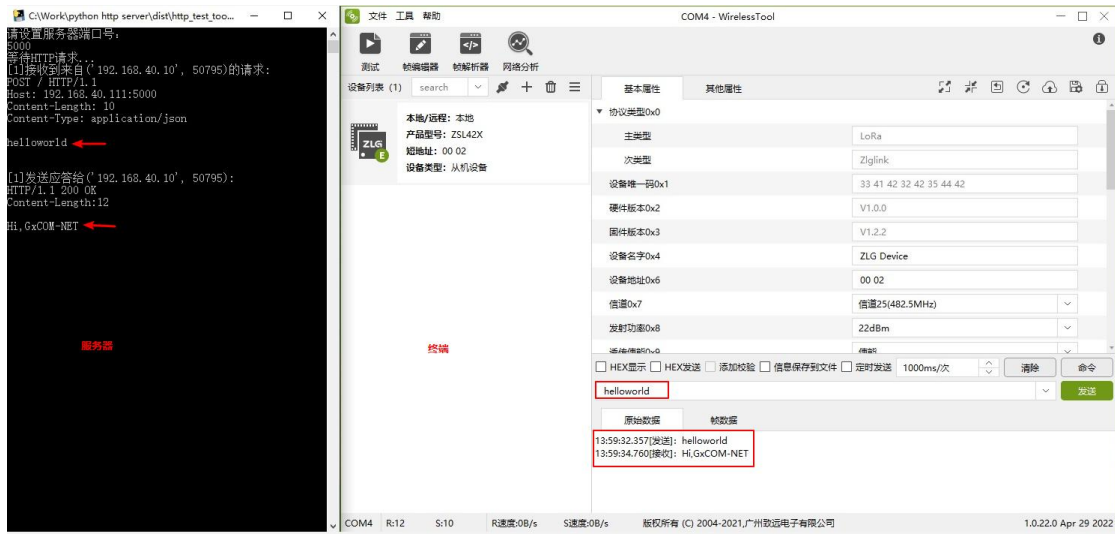 C:\Work\python http server\dist\http_test_too...
请设置服务器端口号:
5000
等待HTTP请求...
[1]接收到来自('192.168.40.10', 50795)的请求:
POST / HTTP/1.1
Host: 192.168.40.111:5000
Content-Length: 10
Content-Type: application/json
helloworld
[1]发送应答给('192.168.40.10', 50795):
HTTP/1.1 200 OK
Content-Length:12
Hi,GxCOM-NET
服务器
文件 工具 帮助
COM4 - WirelessTool
测试 帧编辑器 帧解析器 网络分析
设备列表 (1) search
ZLG
E
本地/远程: 本地
产品型号: ZSL42X
短地址: 00 02
设备类型: 从机设备
终端
基本属性 其他属性
协议类型0x0
主类型 LoRa
次类型 Zlglink
设备唯一码0x1 33 41 42 32 42 35 44 42
硬件版本0x2 V1.0.0
固件版本0x3 V1.2.2
设备名字0x4 ZLG Device
设备地址0x6 00 02
信道0x7 信道25(482.5MHz)
发射功率0x8 22dBm
HEX显示 HEX发送 添加校验 信息保存到文件 定时发送 1000ms/次 清除 命令
helloworld 发送
原始数据 帧数据
13:59:32.357[发送]: helloworld
13:59:34.760[接收]: Hi,GxCOM-NET
COM4 R:12 S:10 R速度:0B/s S速度:0B/s 版权所有 (C) 2004-2021,广州致远电子有限公司 1.0.22.0 Apr 29 2022